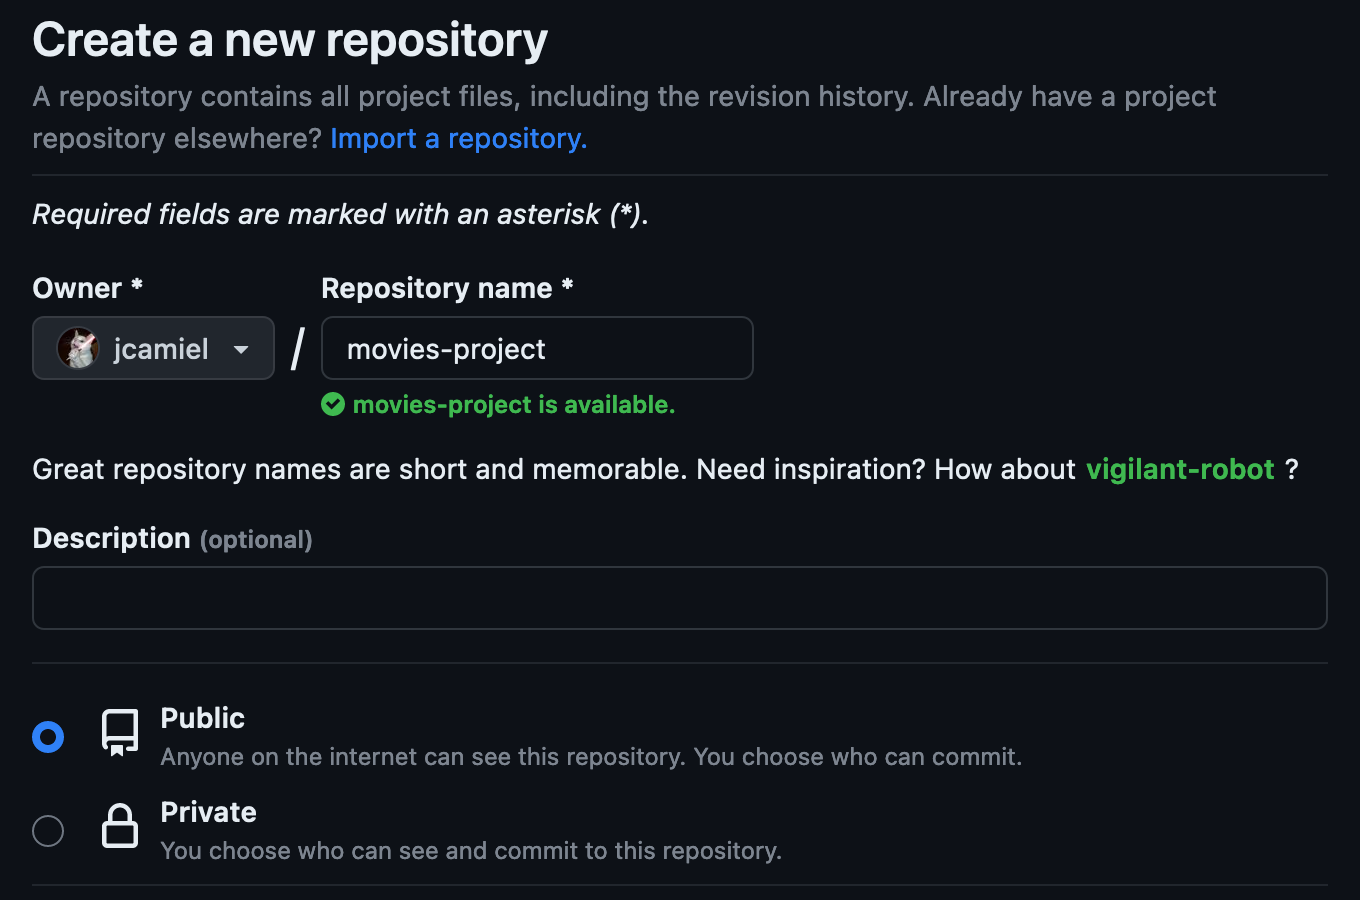 Create a new repository
A repository contains all project files, including the revision history. Already have a project
repository elsewhere? Import a repository.
Required fields are marked with an asterisk (*).
Owner * Repository name *
jcamiel / movies-project
movies-project is available.
Great repository names are short and memorable. Need inspiration? How about vigilant-robot ?
Description (optional)
Public
Anyone on the internet can see this repository. You choose who can commit.
Private
You choose who can see and commit to this repository.